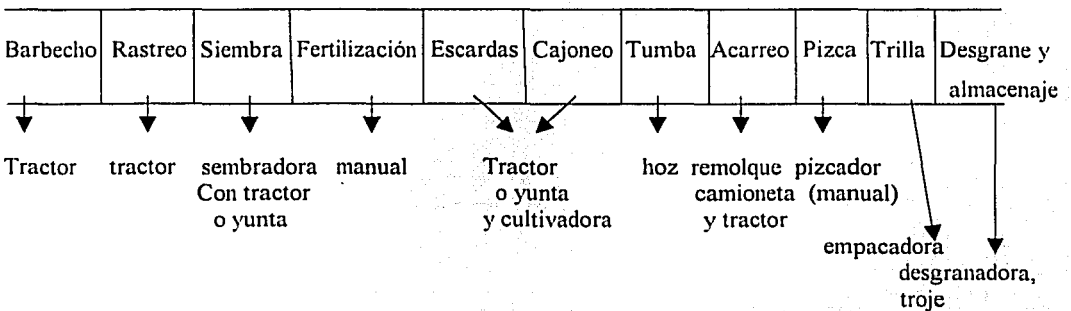 Barbecho Rastreo Siembra Fertilización Escardas Cajoneo Tumba Acarreo Pizca Trilla Desgrane y
almacenaje
Tractor tractor sembradora manual Tractor hoz remolque pizcador
Con tractor o yunta camioneta (manual)
o yunta y cultivadora y tractor
empacadora
desgranadora,
troje